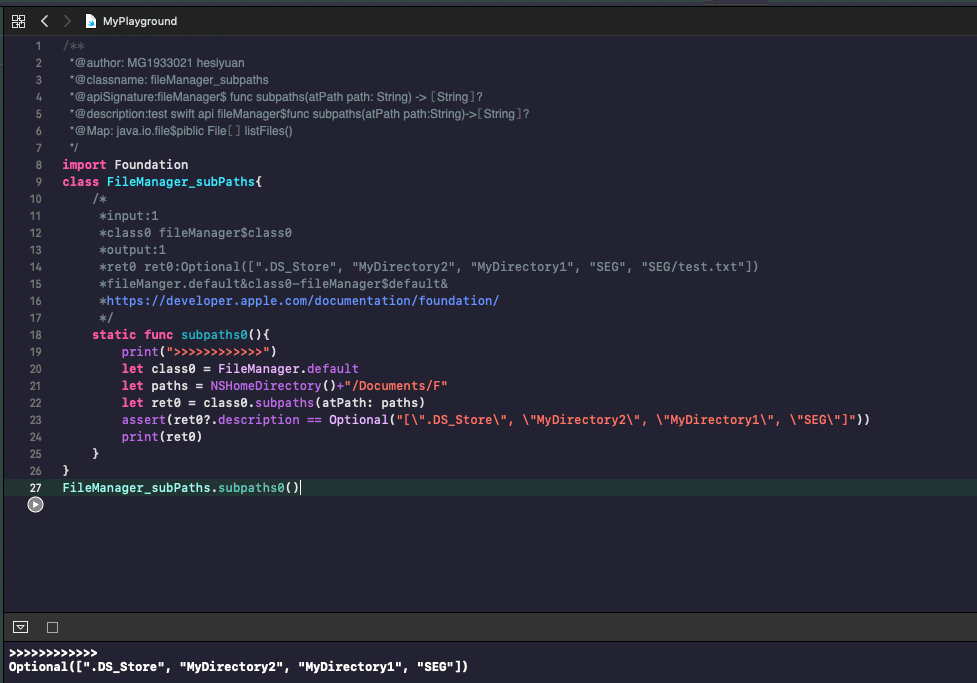 MyPlayground
1 /**
2 *@author: MG1933021 hesiyuan
3 *@classname: fileManager_subpaths
4 *@apiSignature:fileManager$ func subpaths(atPath path: String) -> [String]?
5 *@description:test swift api fileManager$func subpaths(atPath path:String)->[String]?
6 *@Map: java.io.file$piblic File[] listFiles()
7 */
8 import Foundation
9 class FileManager_subPaths{
10 /*
11 *input:1
12 *class0 fileManager$class0
13 *output:1
14 *ret0 ret0:Optional([".DS_Store", "MyDirectory2", "MyDirectory1", "SEG", "SEG/test.txt"])
15 *fileManger.default&class0-fileManager$default&
16 *https://developer.apple.com/documentation/foundation/
17 */
18 static func subpaths0(){
19 print(">>>>>>>>>>>>")
20 let class0 = FileManager.default
21 let paths = NSHomeDirectory()+"/Documents/F"
22 let ret0 = class0.subpaths(atPath: paths)
23 assert(ret0?.description == Optional("[\".DS_Store\", \"MyDirectory2\", \"MyDirectory1\", \"SEG\"]"))
24 print(ret0)
25 }
26 }
27 FileManager_subPaths.subpaths0()
>>>>>>>>>>>>
Optional([".DS_Store", "MyDirectory2", "MyDirectory1", "SEG"])